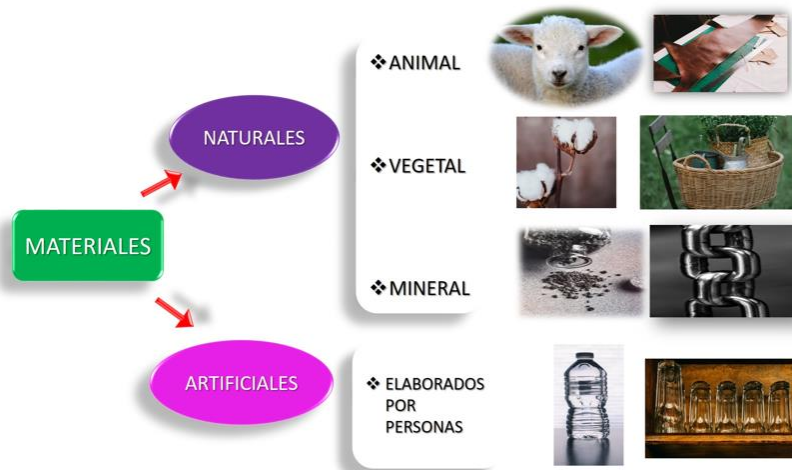 MATERIALES
NATURALES
❖ANIMAL
❖VEGETAL
❖MINERAL
ARTIFICIALES
❖ ELABORADOS
POR
PERSONAS